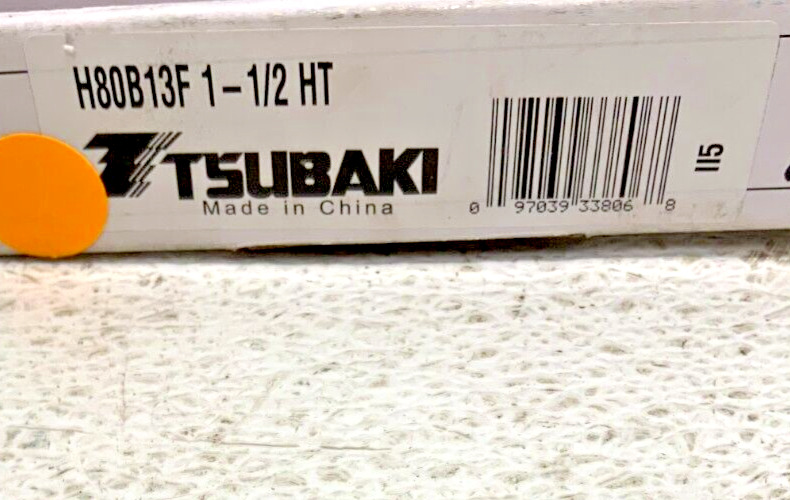 H80B13F 1-1/2 HT
TSUBAKI
Made in China
0 97039 33806 8
115